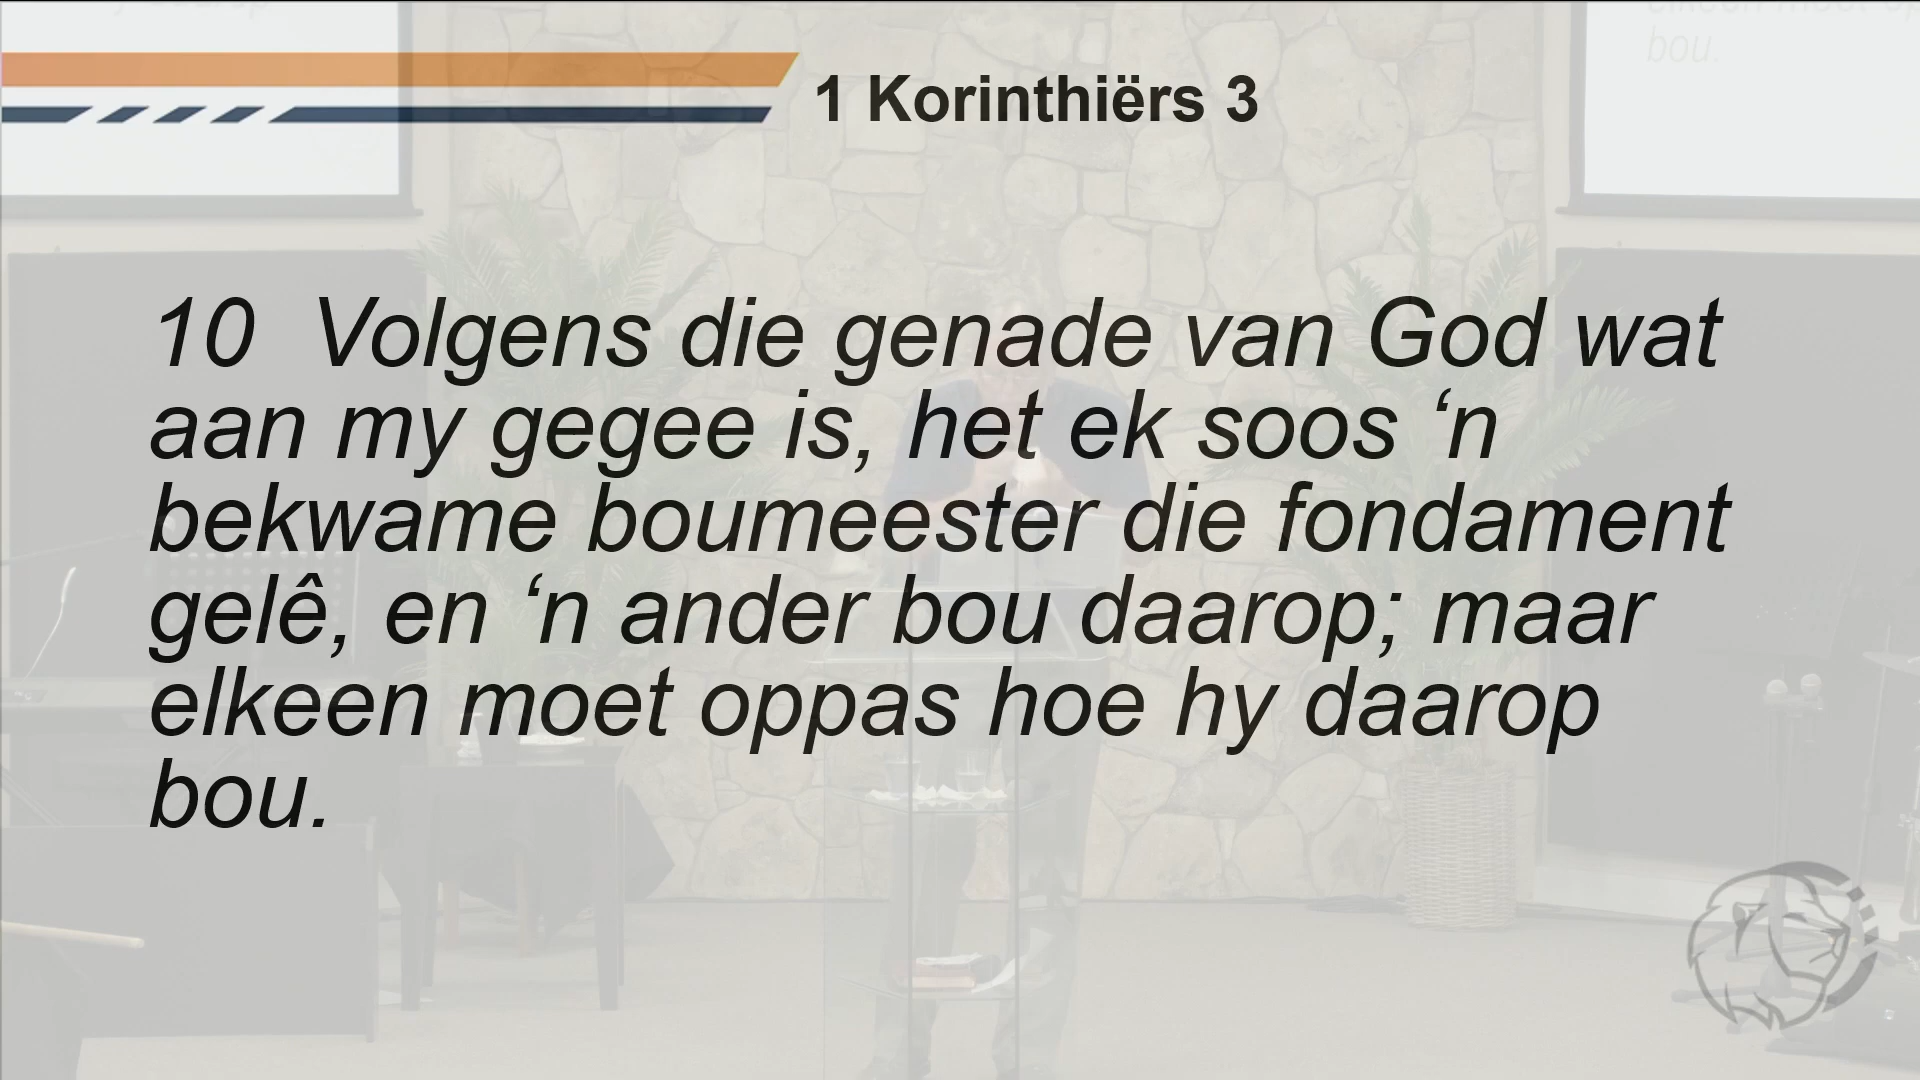 1 Korinthiërs 3
10 Volgens die genade van God wat
aan my gegee is, het ek soos ‘n
bekwame boumeester die fondament
gelê, en ‘n ander bou daarop; maar
elkeen moet oppas hoe hy daarop
bou.
bou.